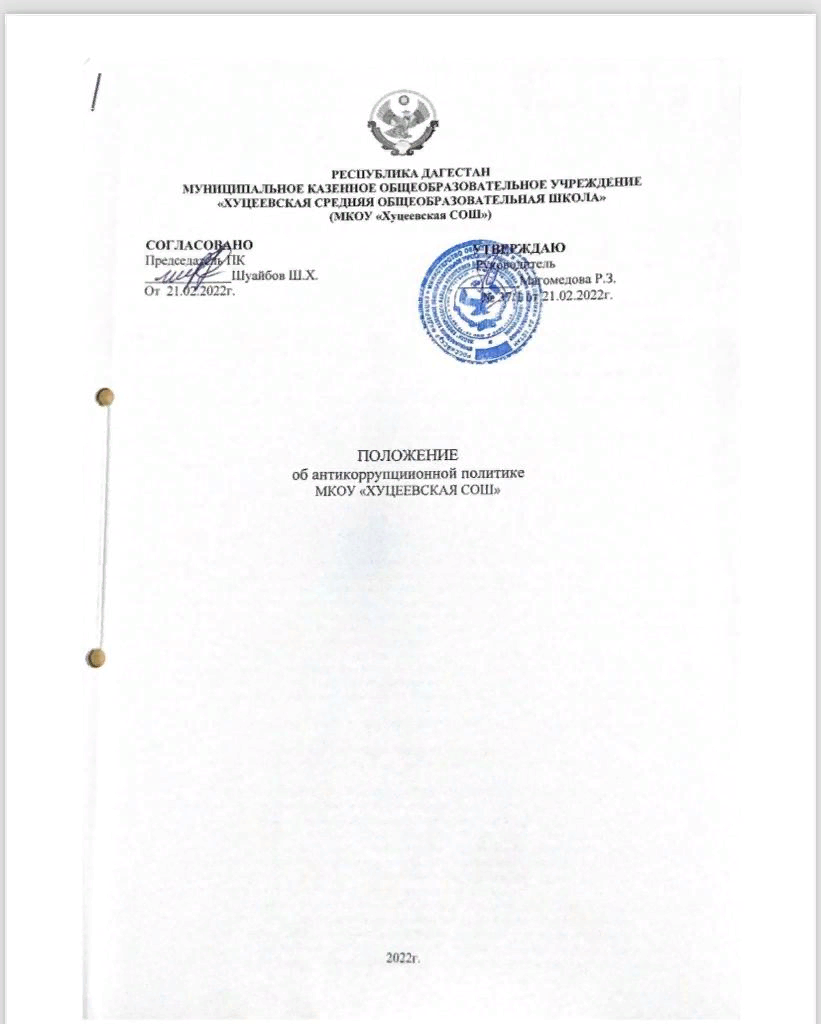 РЕСПУБЛИКА ДАГЕСТАН
МУНИЦИПАЛЬНОЕ КАЗЕННОЕ ОБЩЕОБРАЗОВАТЕЛЬНОЕ УЧРЕЖДЕНИЕ
«ХУЦЕЕВСКАЯ СРЕДНЯЯ ОБЩЕОБРАЗОВАТЕЛЬНАЯ ШКОЛА»
(МКОУ «Хуцеевская СОШ»)
СОГЛАСОВАНО
Председатель ПК
Шуайбов Ш.Х.
От 21.02.2022г.
УТВЕРЖДАЮ
Руководитель
Магомедова Р.З.
от 21.02.2022г.
ПОЛОЖЕНИЕ
об антикоррупциионной политике
МКОУ «ХУЦЕЕВСКАЯ СОШ»
2022г.